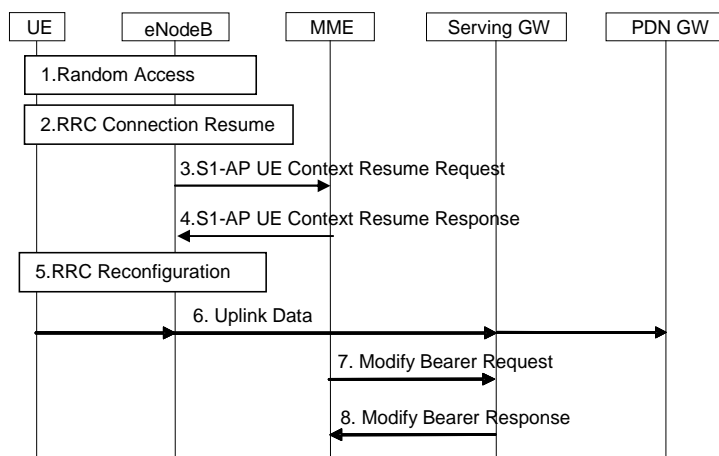 UE eNodeB MME Serving GW PDN GW
1.Random Access
2.RRC Connection Resume
3.S1-AP UE Context Resume Request
4.S1-AP UE Context Resume Response
5.RRC Reconfiguration
6. Uplink Data
7. Modify Bearer Request
8. Modify Bearer Response